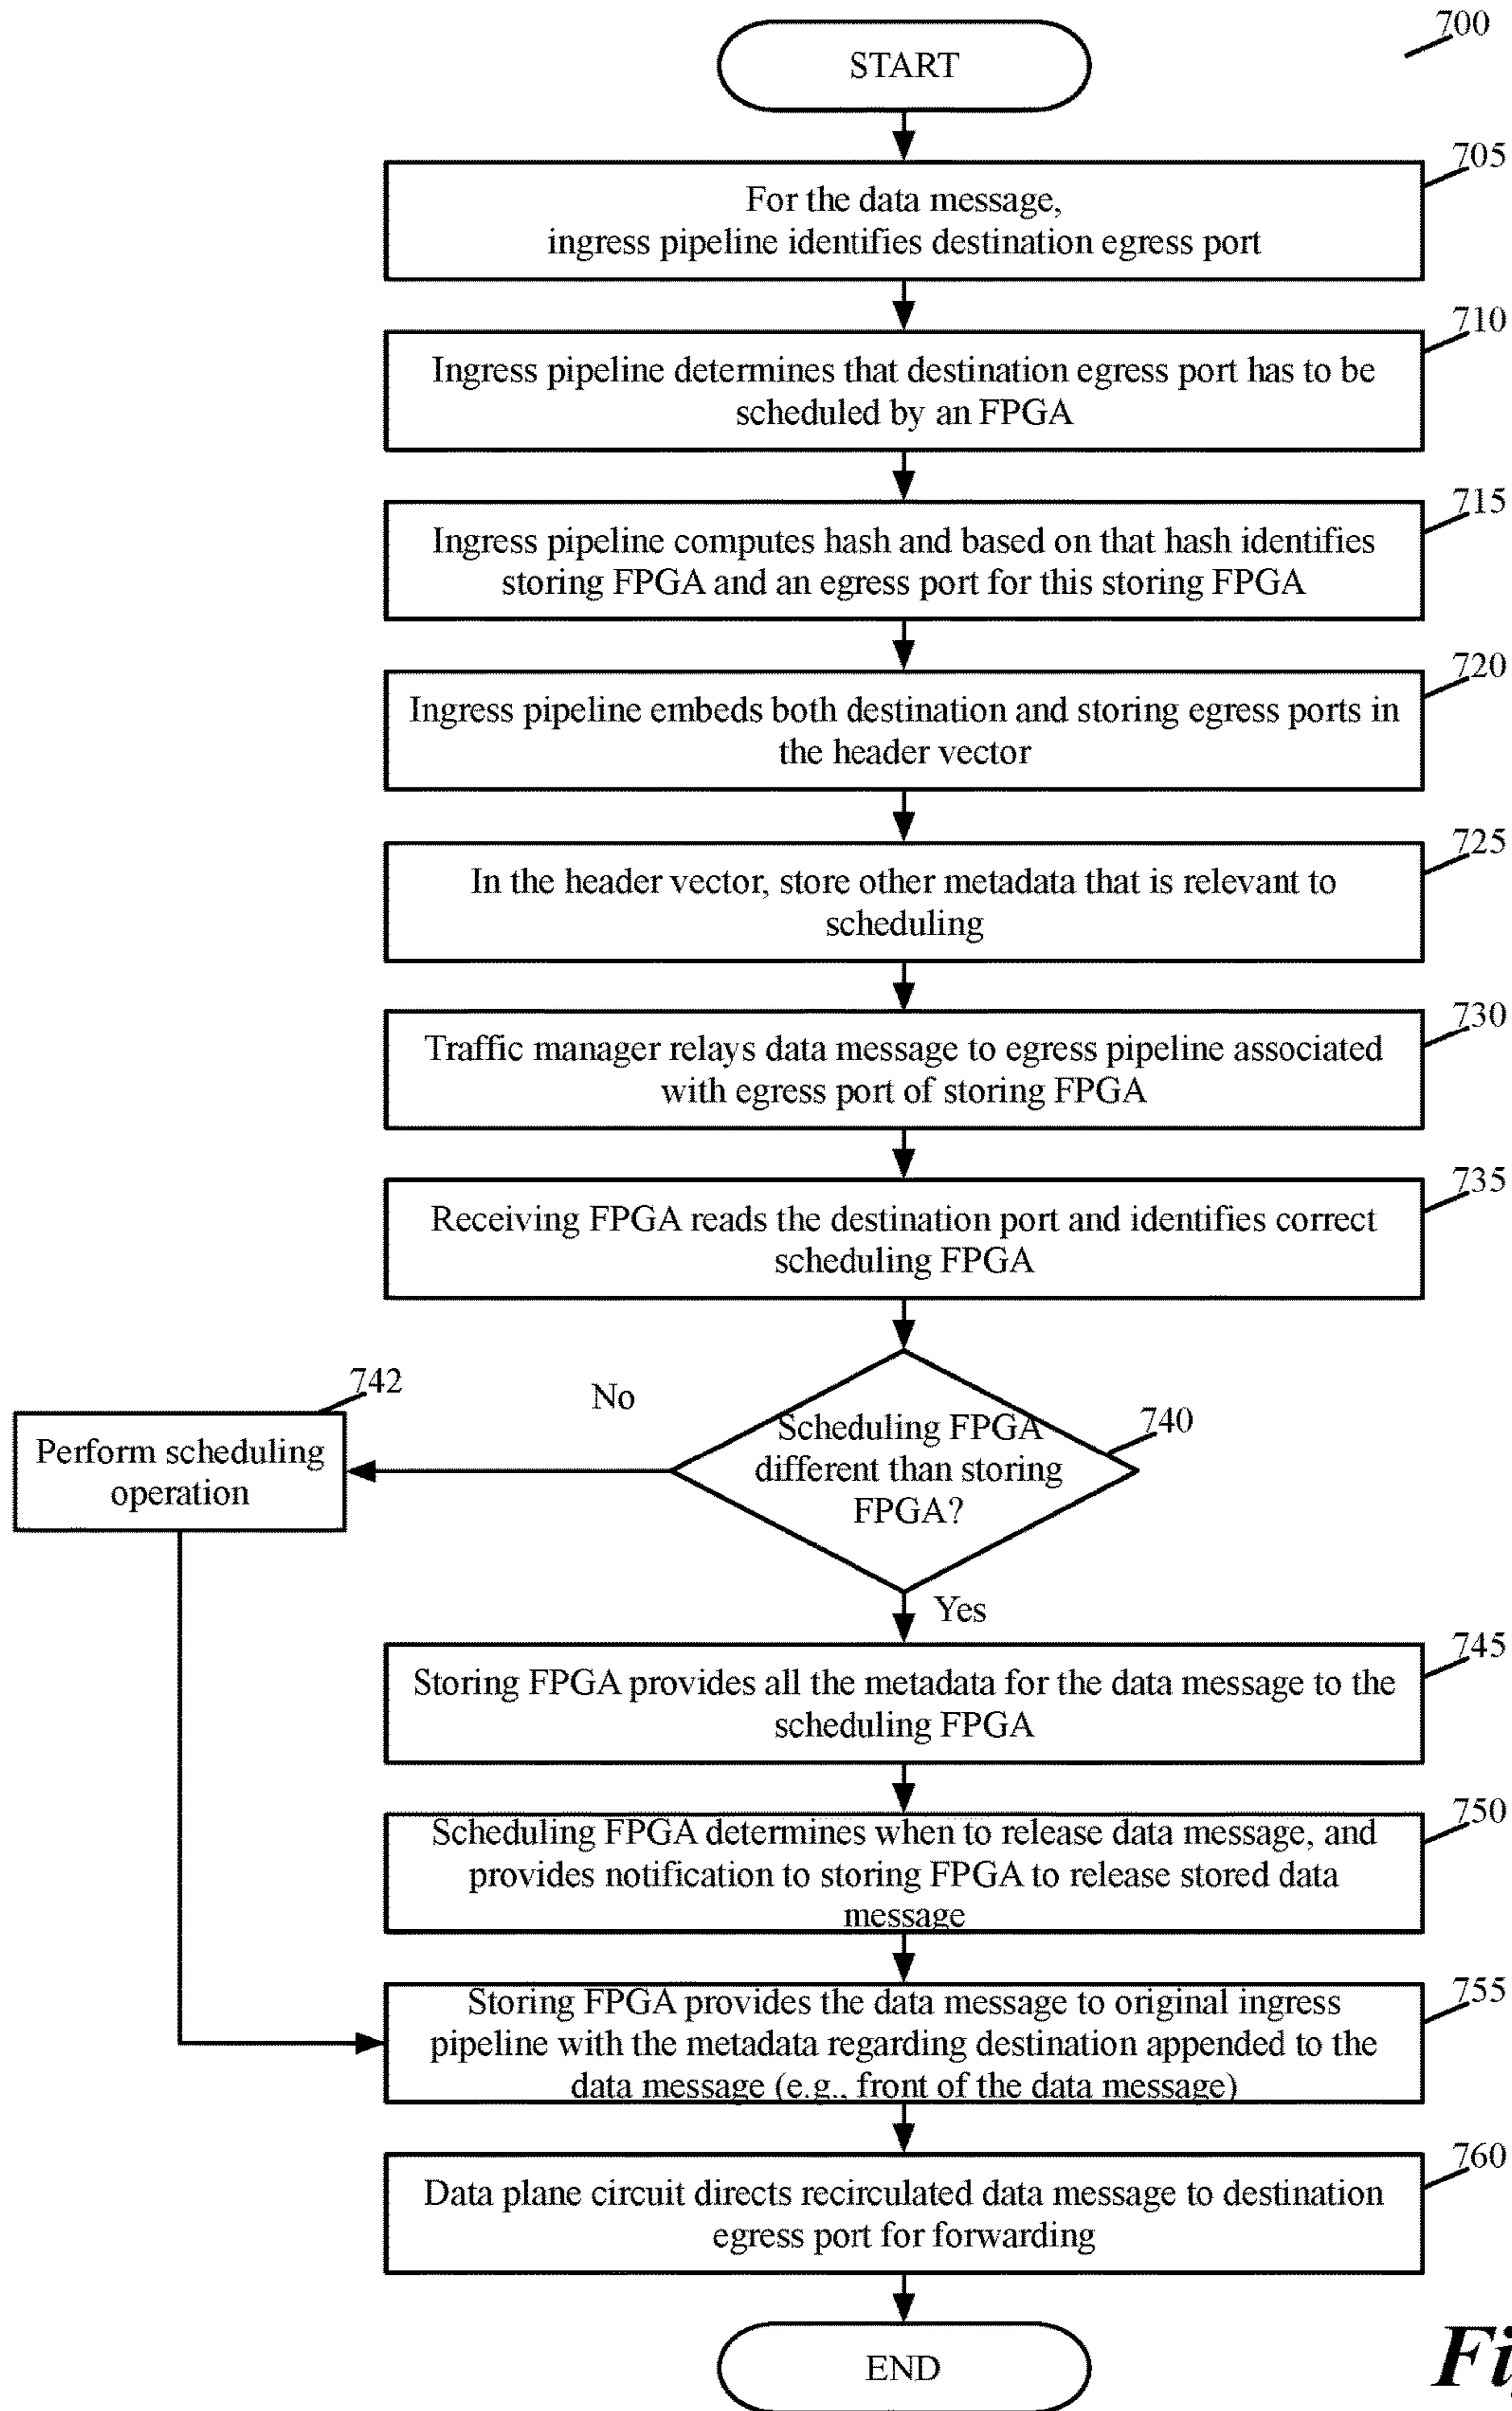 700
START
705
For the data message,
ingress pipeline identifies destination egress port
710
Ingress pipeline determines that destination egress port has to be
scheduled by an FPGA
715
Ingress pipeline computes hash and based on that hash identifies
storing FPGA and an egress port for this storing FPGA
720
Ingress pipeline embeds both destination and storing egress ports in
the header vector
725
In the header vector, store other metadata that is relevant to
scheduling
730
Traffic manager relays data message to egress pipeline associated
with egress port of storing FPGA
735
Receiving FPGA reads the destination port and identifies correct
scheduling FPGA
740
Scheduling FPGA
different than storing
FPGA?
No
742
Perform scheduling
operation
Yes
745
Storing FPGA provides all the metadata for the data message to the
scheduling FPGA
750
Scheduling FPGA determines when to release data message, and
provides notification to storing FPGA to release stored data
message
755
Storing FPGA provides the data message to original ingress
pipeline with the metadata regarding destination appended to the
data message (e.g., front of the data message)
760
Data plane circuit directs recirculated data message to destination
egress port for forwarding
END